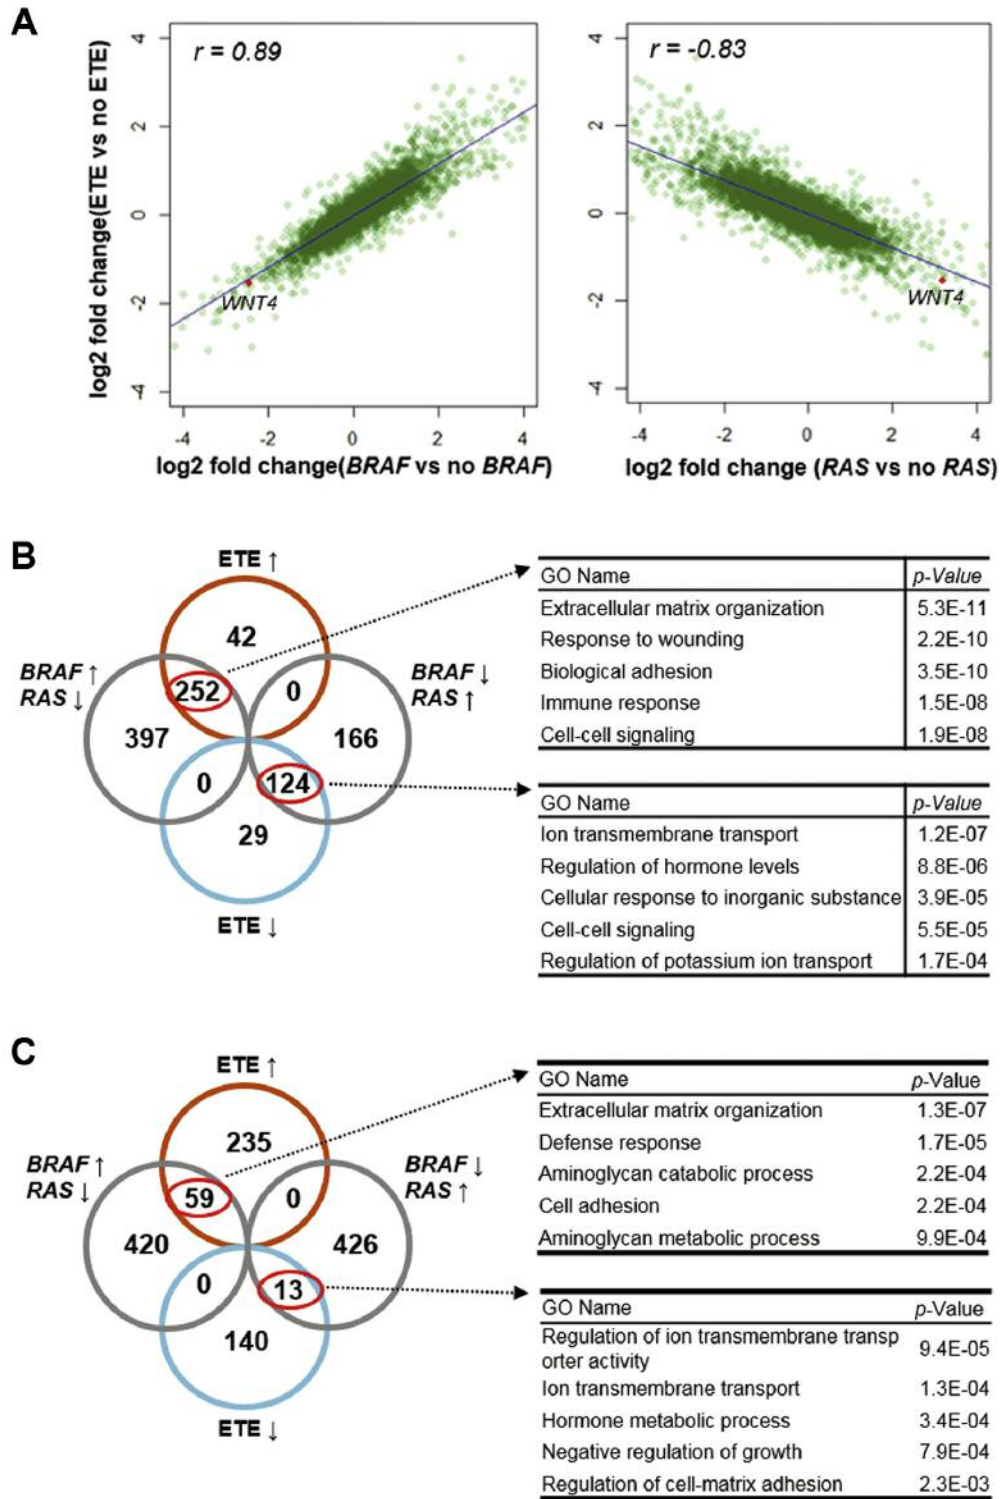 A
r = 0.89
r = -0.83
log2 fold change(ETE vs no ETE)
4
2
0
-2
-4
WNT4
-4 -2 0 2 4
log2 fold change(BRAF vs no BRAF)
4
2
0
-2
-4
WNT4
-4 -2 0 2 4
log2 fold change (RAS vs no RAS)
B
ETE ↑
BRAF ↑
RAS ↓
BRAF ↓
RAS ↑
42
252
0
397
166
0
124
29
ETE ↓
GO Name p-Value
Extracellular matrix organization 5.3E-11
Response to wounding 2.2E-10
Biological adhesion 3.5E-10
Immune response 1.5E-08
Cell-cell signaling 1.9E-08
GO Name p-Value
Ion transmembrane transport 1.2E-07
Regulation of hormone levels 8.8E-06
Cellular response to inorganic substance 3.9E-05
Cell-cell signaling 5.5E-05
Regulation of potassium ion transport 1.7E-04
C
ETE ↑
BRAF ↑
RAS ↓
BRAF ↓
RAS ↑
235
59
0
420
426
0
13
140
ETE ↓
GO Name p-Value
Extracellular matrix organization 1.3E-07
Defense response 1.7E-05
Aminoglycan catabolic process 2.2E-04
Cell adhesion 2.2E-04
Aminoglycan metabolic process 9.9E-04
GO Name p-Value
Regulation of ion transmembrane transp
orter activity 9.4E-05
Ion transmembrane transport 1.3E-04
Hormone metabolic process 3.4E-04
Negative regulation of growth 7.9E-04
Regulation of cell-matrix adhesion 2.3E-03